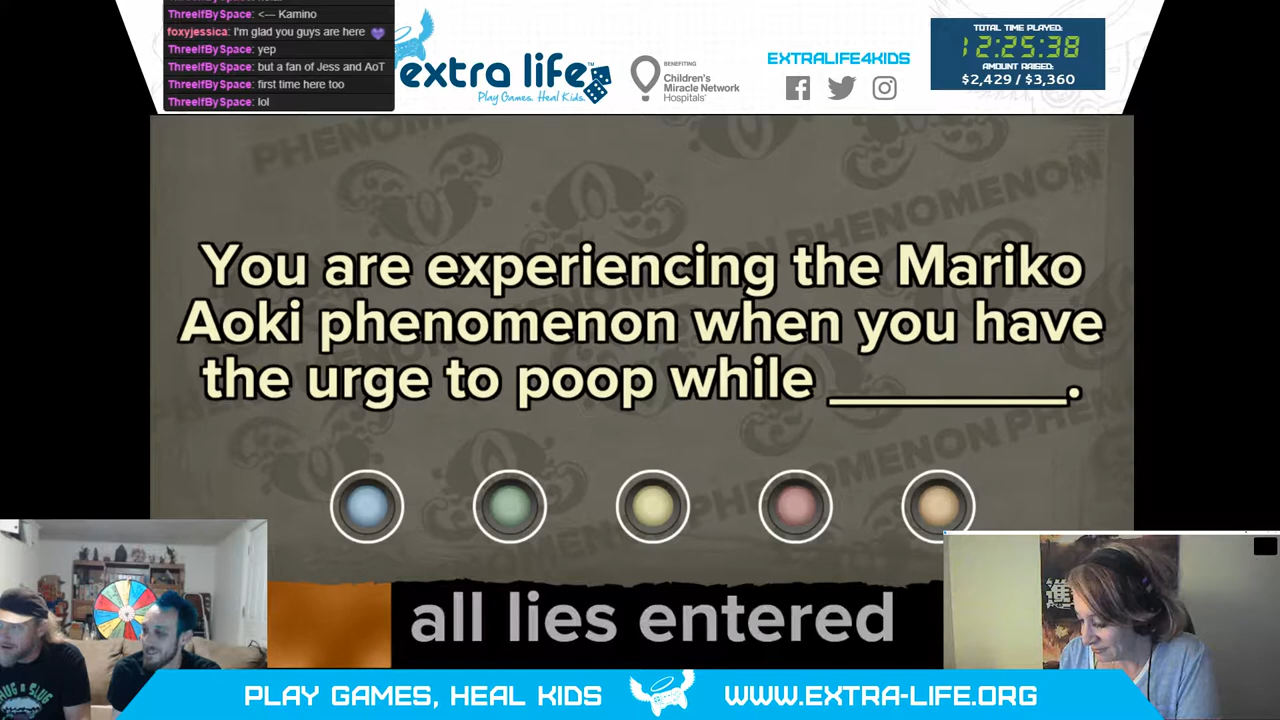 ThreeIfBySpace: <--- Kamino
foxyjessica: I'm glad you guys are here
ThreeIfBySpace: yep
ThreeIfBySpace: but a fan of Jess and AoT
ThreeIfBySpace: first time here too
ThreeIfBySpace: lol
extra life
Play Games. Heal Kids.
BENEFITING
Children's
Miracle Network
Hospitals
EXTRALIFE4KIDS
TOTAL TIME PLAYED:
12:25:38
AMOUNT RAISED:
$2,429 / $3,360
PHENOMENON
PHENOMENON
You are experiencing the Mariko
Aoki phenomenon when you have
the urge to poop while ________.
all lies entered
PLAY GAMES, HEAL KIDS
WWW.EXTRA-LIFE.ORG